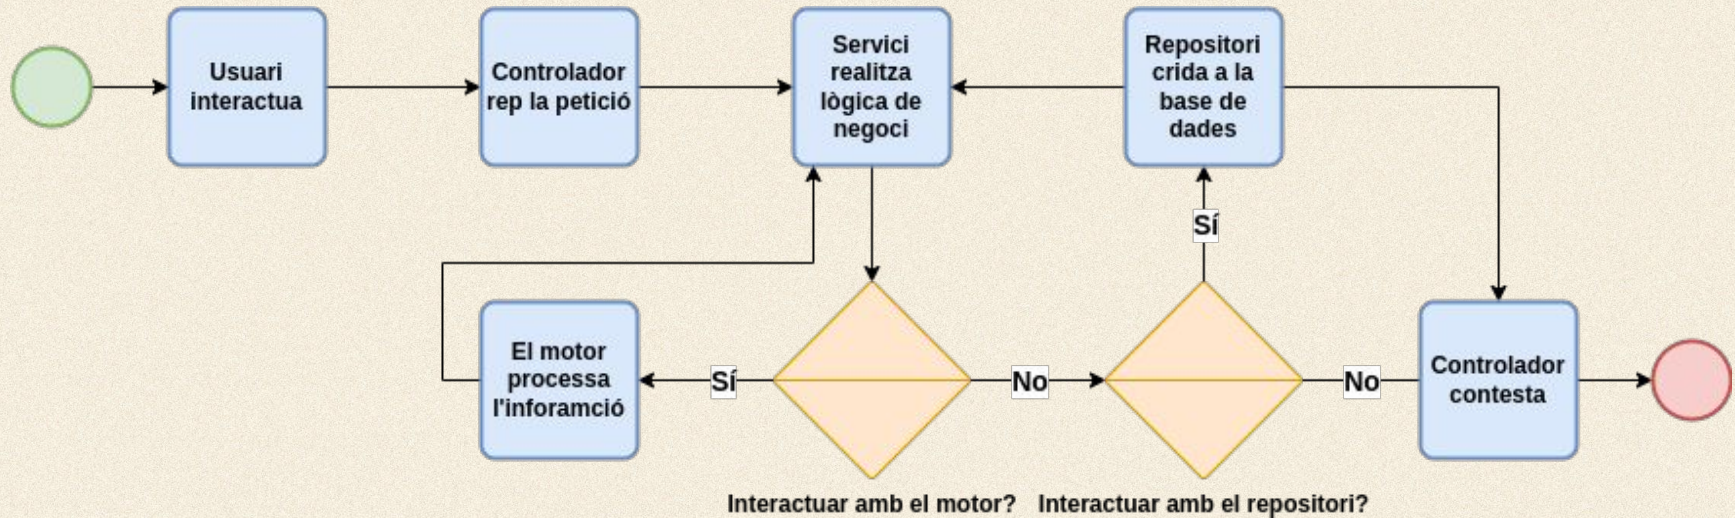 Usuari
interactua
Controlador
rep la petició
Servici
realitza
lògica de
negoci
Repositori
crida a la
base de
dades
Sí
El motor
processa
l'inforamció
Sí
No
No
Controlador
contesta
Interactuar amb el motor?
Interactuar amb el repositori?